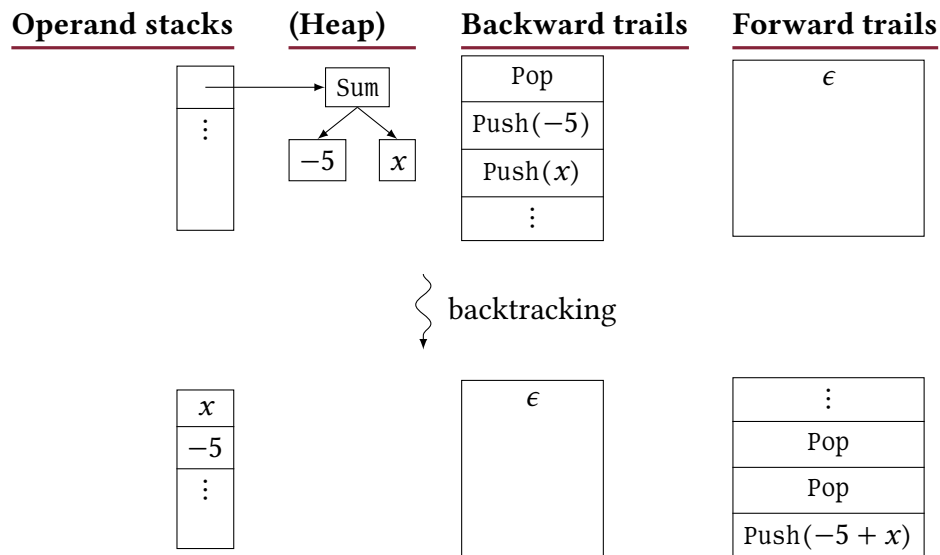 Operand stacks (Heap) Backward trails Forward trails
Sum Pop ϵ
⋮ Push(−5)
−5 x Push(x)
⋮
backtracking
x ϵ ⋮
−5 Pop
⋮ Pop
Push(−5 + x)